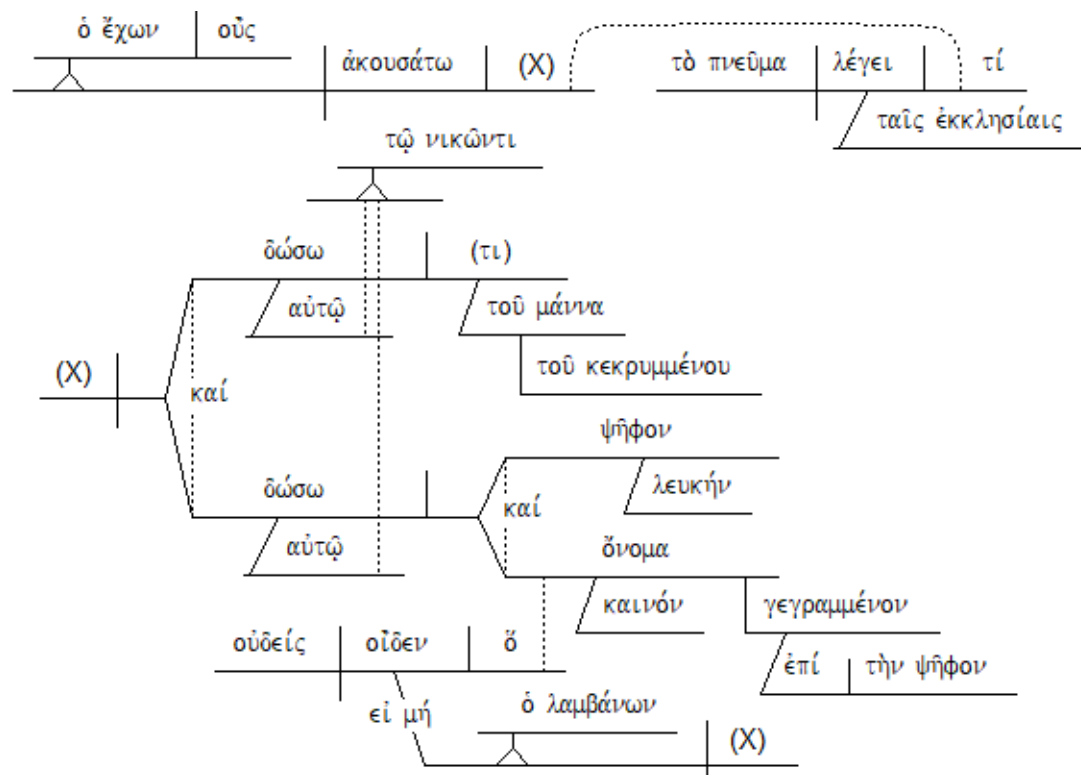 ὁ ἔχων οὖς
ἀκουσάτω (X) τὸ πνεῦμα λέγει τί
ταῖς ἐκκλησίαις
τῷ νικῶντι
δώσω (τι)
αὐτῷ τοῦ μάννα
τοῦ κεκρυμμένου
(X) καί
ψῆφον
λευκήν
δώσω καί
αὐτῷ ὄνομα
καινόν γεγραμμένον
οὐδείς οἶδεν ὅ
ἐπί τὴν ψῆφον
εἰ μή ὁ λαμβάνων (X)